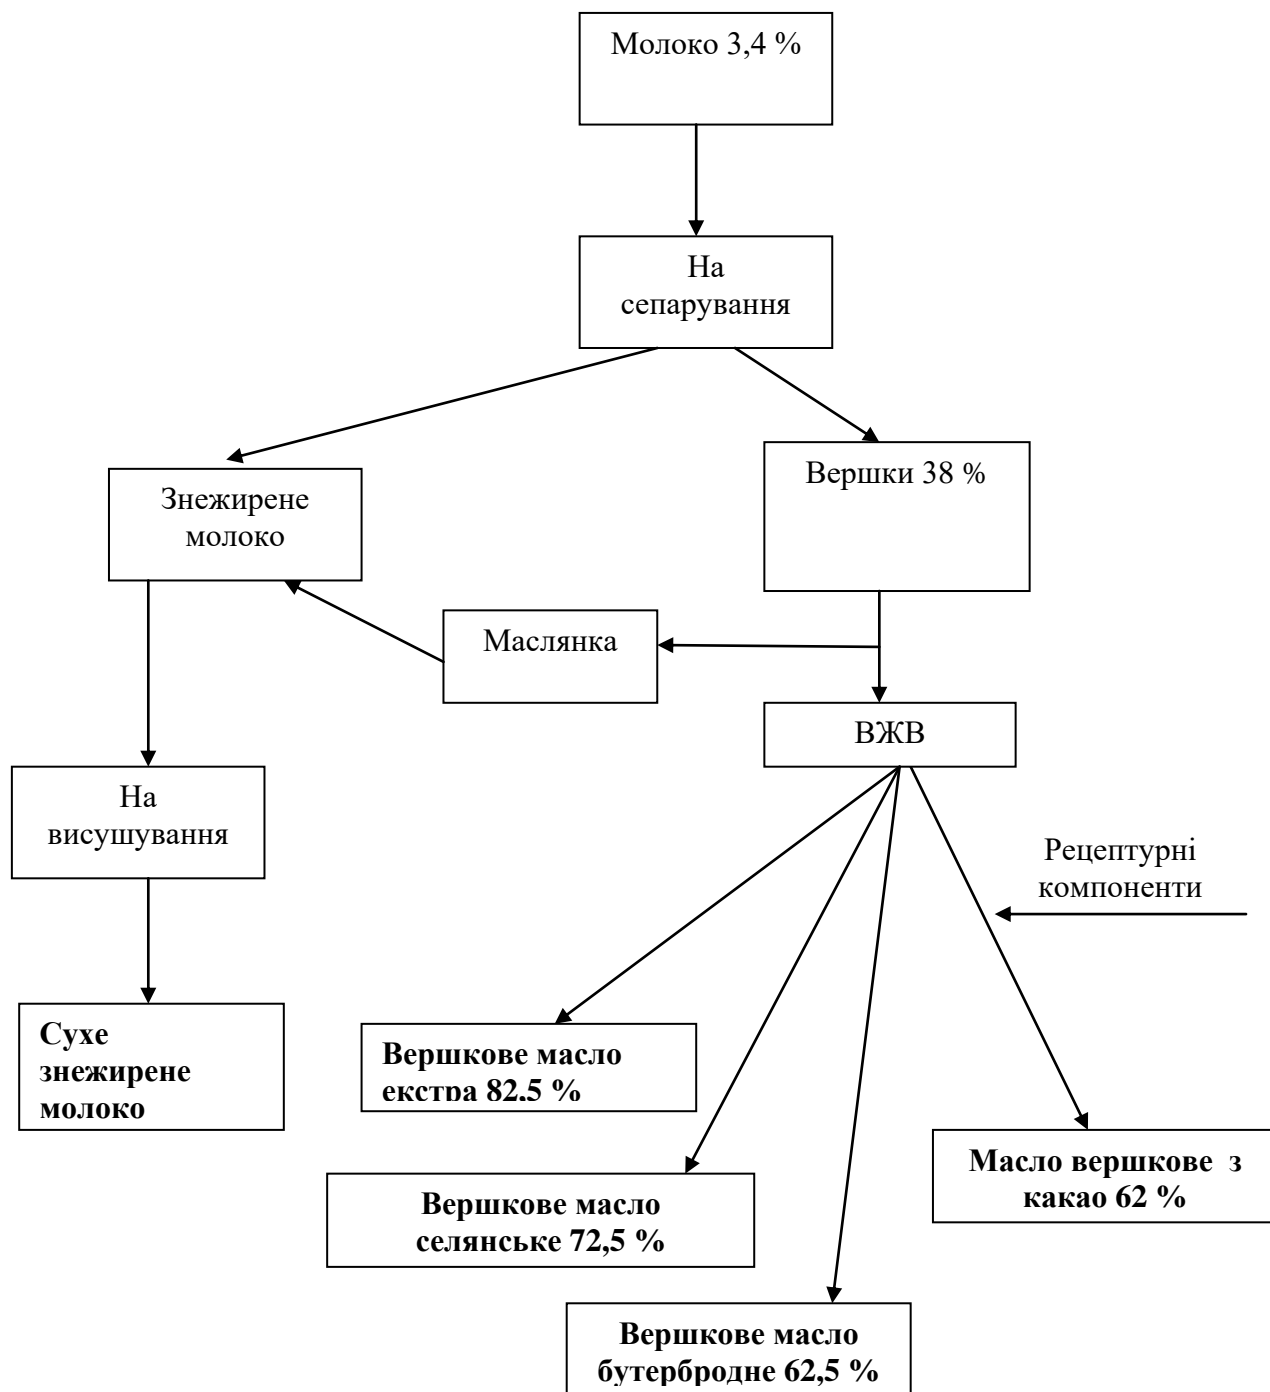 Молоко 3,4 %
На
сепарування
Вершки 38 %
Знежирене
молоко
Маслянка
ВЖВ
На
висушування
Рецептурні
компоненти
Сухе
знежирене
молоко
Вершкове масло
екстра 82,5 %
Масло вершкове з
какао 62 %
Вершкове масло
селянське 72,5 %
Вершкове масло
бутербродне 62,5 %